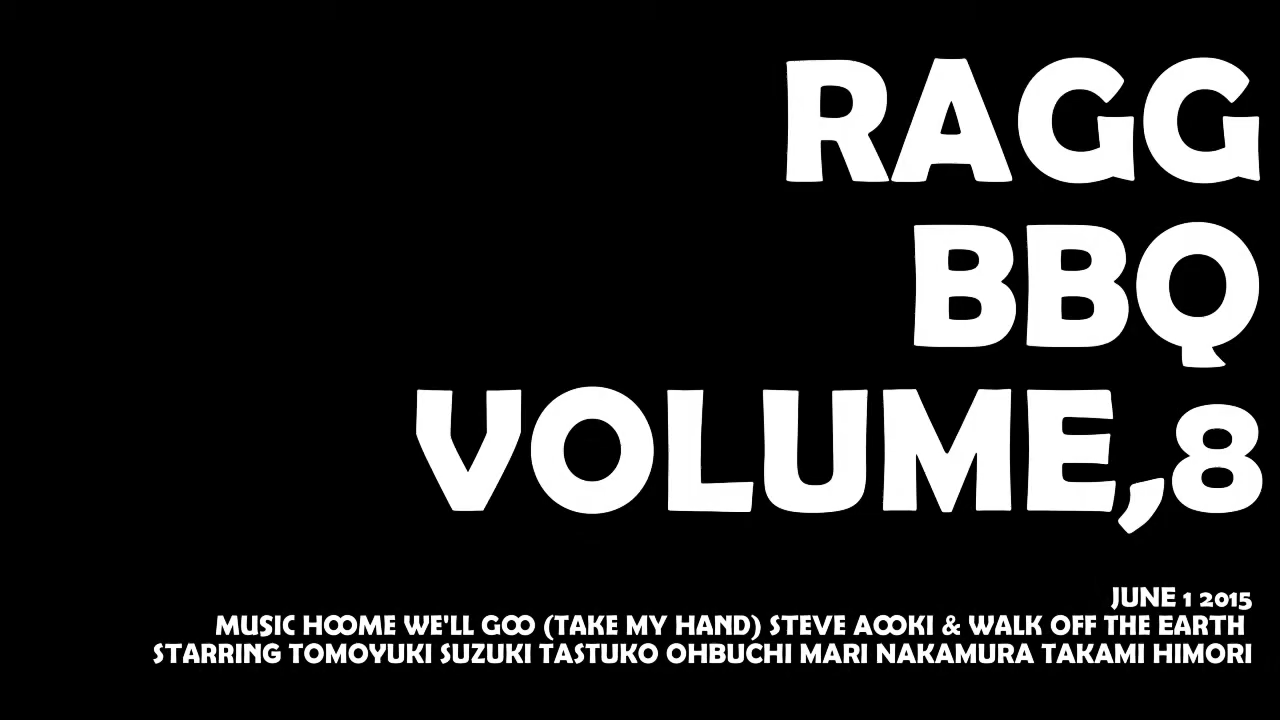 RAGG
BBQ
VOLUME,8
JUNE 1 2015
MUSIC HOOME WE'LL GOO (TAKE MY HAND) STEVE AOOKI & WALK OFF THE EARTH
STARRING TOMOYUKI SUZUKI TASTUKO OHBUCHI MARI NAKAMURA TAKAMI HIMORI